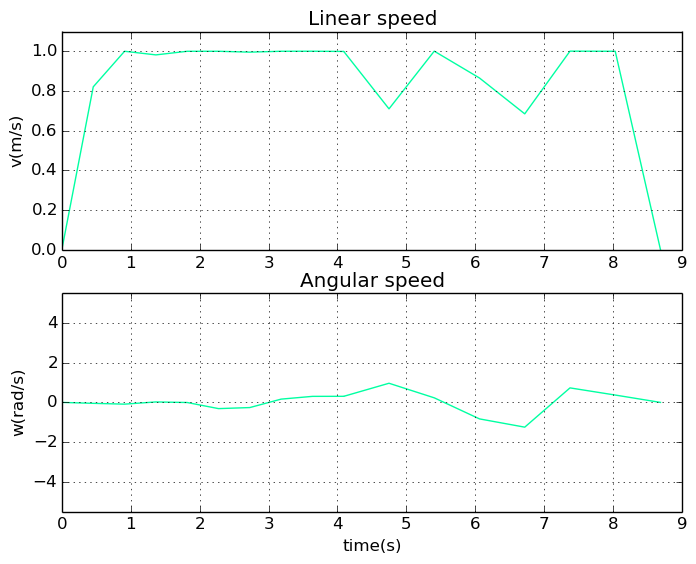 Linear speed
v(m/s)
1.0
0.8
0.6
0.4
0.2
0.0
0 1 2 3 4 5 6 7 8 9
Angular speed
w(rad/s)
4
2
0
−2
−4
0 1 2 3 4 5 6 7 8 9
time(s)